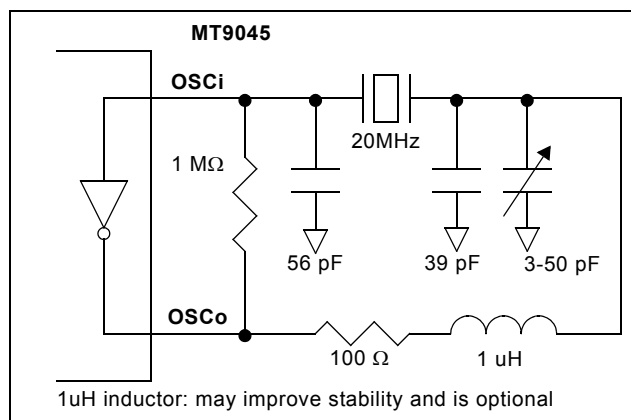 MT9045
OSCi
20MHz
1 MΩ
56 pF
39 pF
3-50 pF
OSCo
100 Ω
1 uH
1uH inductor: may improve stability and is optional